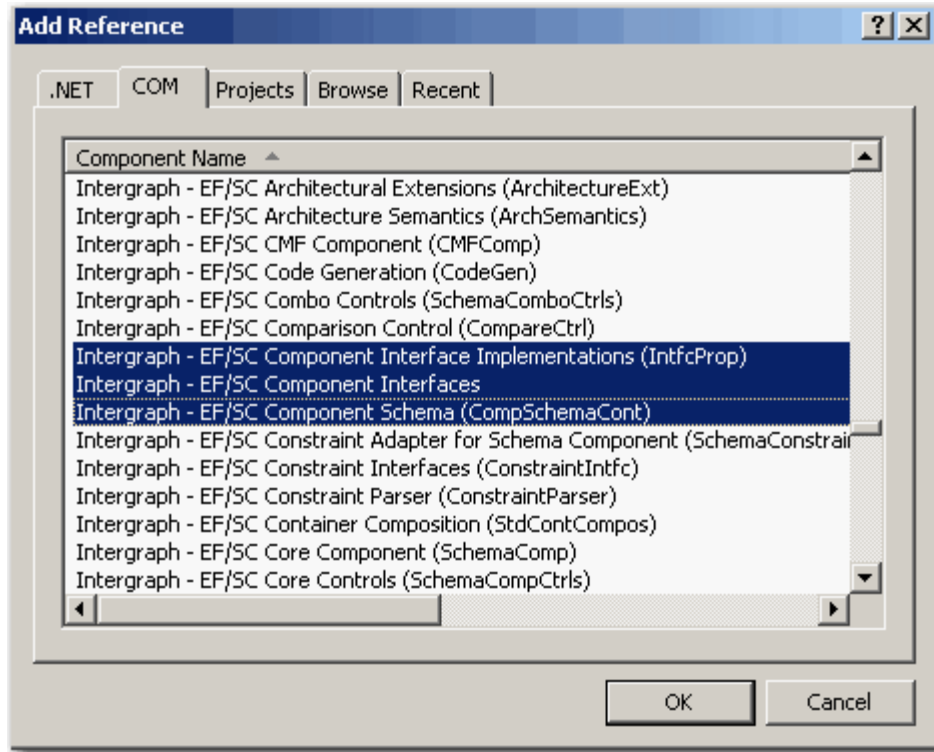 Add Reference
.NET COM Projects Browse Recent
Component Name
Intergraph - EF/SC Architectural Extensions (ArchitectureExt)
Intergraph - EF/SC Architecture Semantics (ArchSemantics)
Intergraph - EF/SC CMF Component (CMFComp)
Intergraph - EF/SC Code Generation (CodeGen)
Intergraph - EF/SC Combo Controls (SchemaComboCtrls)
Intergraph - EF/SC Comparison Control (CompareCtrl)
Intergraph - EF/SC Component Interface Implementations (IntfcProp)
Intergraph - EF/SC Component Interfaces
Intergraph - EF/SC Component Schema (CompSchemaCont)
Intergraph - EF/SC Constraint Adapter for Schema Component (SchemaConstrain
Intergraph - EF/SC Constraint Interfaces (ConstraintIntfc)
Intergraph - EF/SC Constraint Parser (ConstraintParser)
Intergraph - EF/SC Container Composition (StdContCompos)
Intergraph - EF/SC Core Component (SchemaComp)
Intergraph - EF/SC Core Controls (SchemaCompCtrls)
OK Cancel